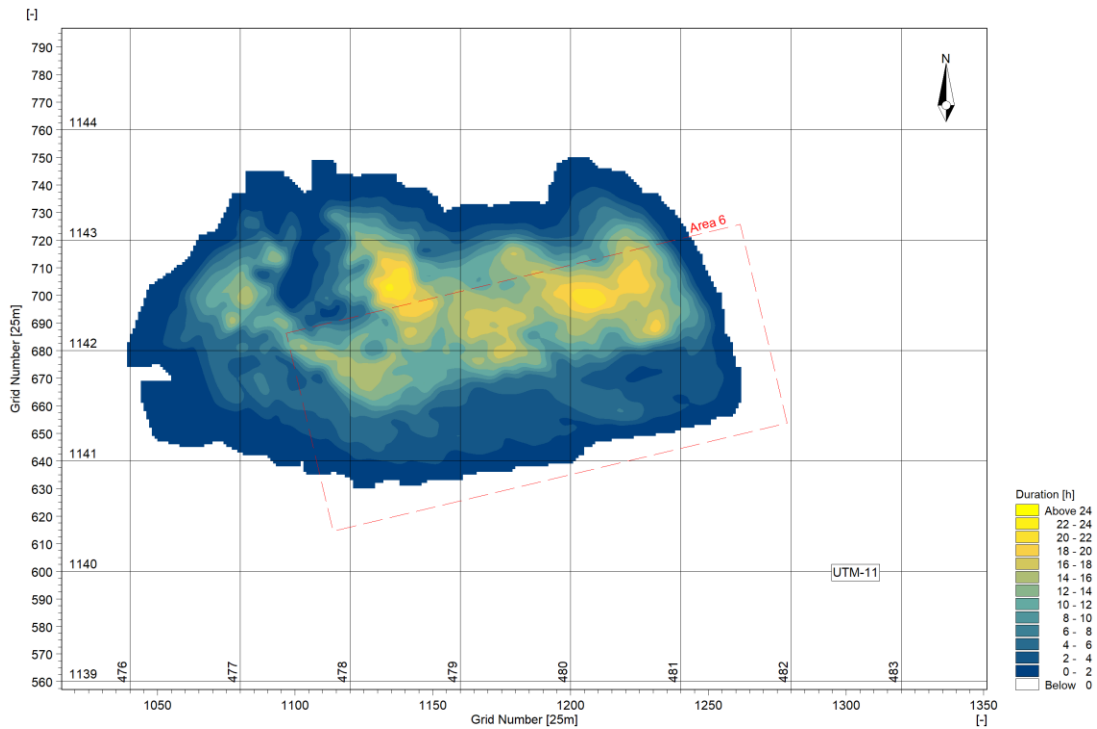 [-]
N
790
780
770
760
750
740
730
720
710
700
690
680
670
660
650
640
630
620
610
600
590
580
570
560
Grid Number [25m]
1144
1143
1142
1141
1140
1139
Area 6
UTM-11
476
477
478
479
480
481
482
483
1050
1100
1150
1200
1250
1300
1350
Grid Number [25m]
[-]
Duration [h]
Above 24
22 - 24
20 - 22
18 - 20
16 - 18
14 - 16
12 - 14
10 - 12
8 - 10
6 - 8
4 - 6
2 - 4
0 - 2
Below 0